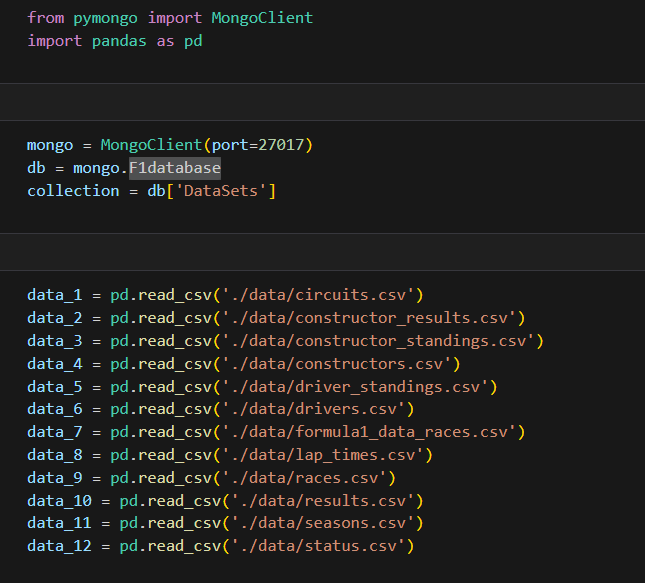 from pymongo import MongoClient
import pandas as pd
mongo = MongoClient(port=27017)
db = mongo.F1database
collection = db['DataSets']
data_1 = pd.read_csv('./data/circuits.csv')
data_2 = pd.read_csv('./data/constructor_results.csv')
data_3 = pd.read_csv('./data/constructor_standings.csv')
data_4 = pd.read_csv('./data/constructors.csv')
data_5 = pd.read_csv('./data/driver_standings.csv')
data_6 = pd.read_csv('./data/drivers.csv')
data_7 = pd.read_csv('./data/formula1_data_races.csv')
data_8 = pd.read_csv('./data/lap_times.csv')
data_9 = pd.read_csv('./data/races.csv')
data_10 = pd.read_csv('./data/results.csv')
data_11 = pd.read_csv('./data/seasons.csv')
data_12 = pd.read_csv('./data/status.csv')